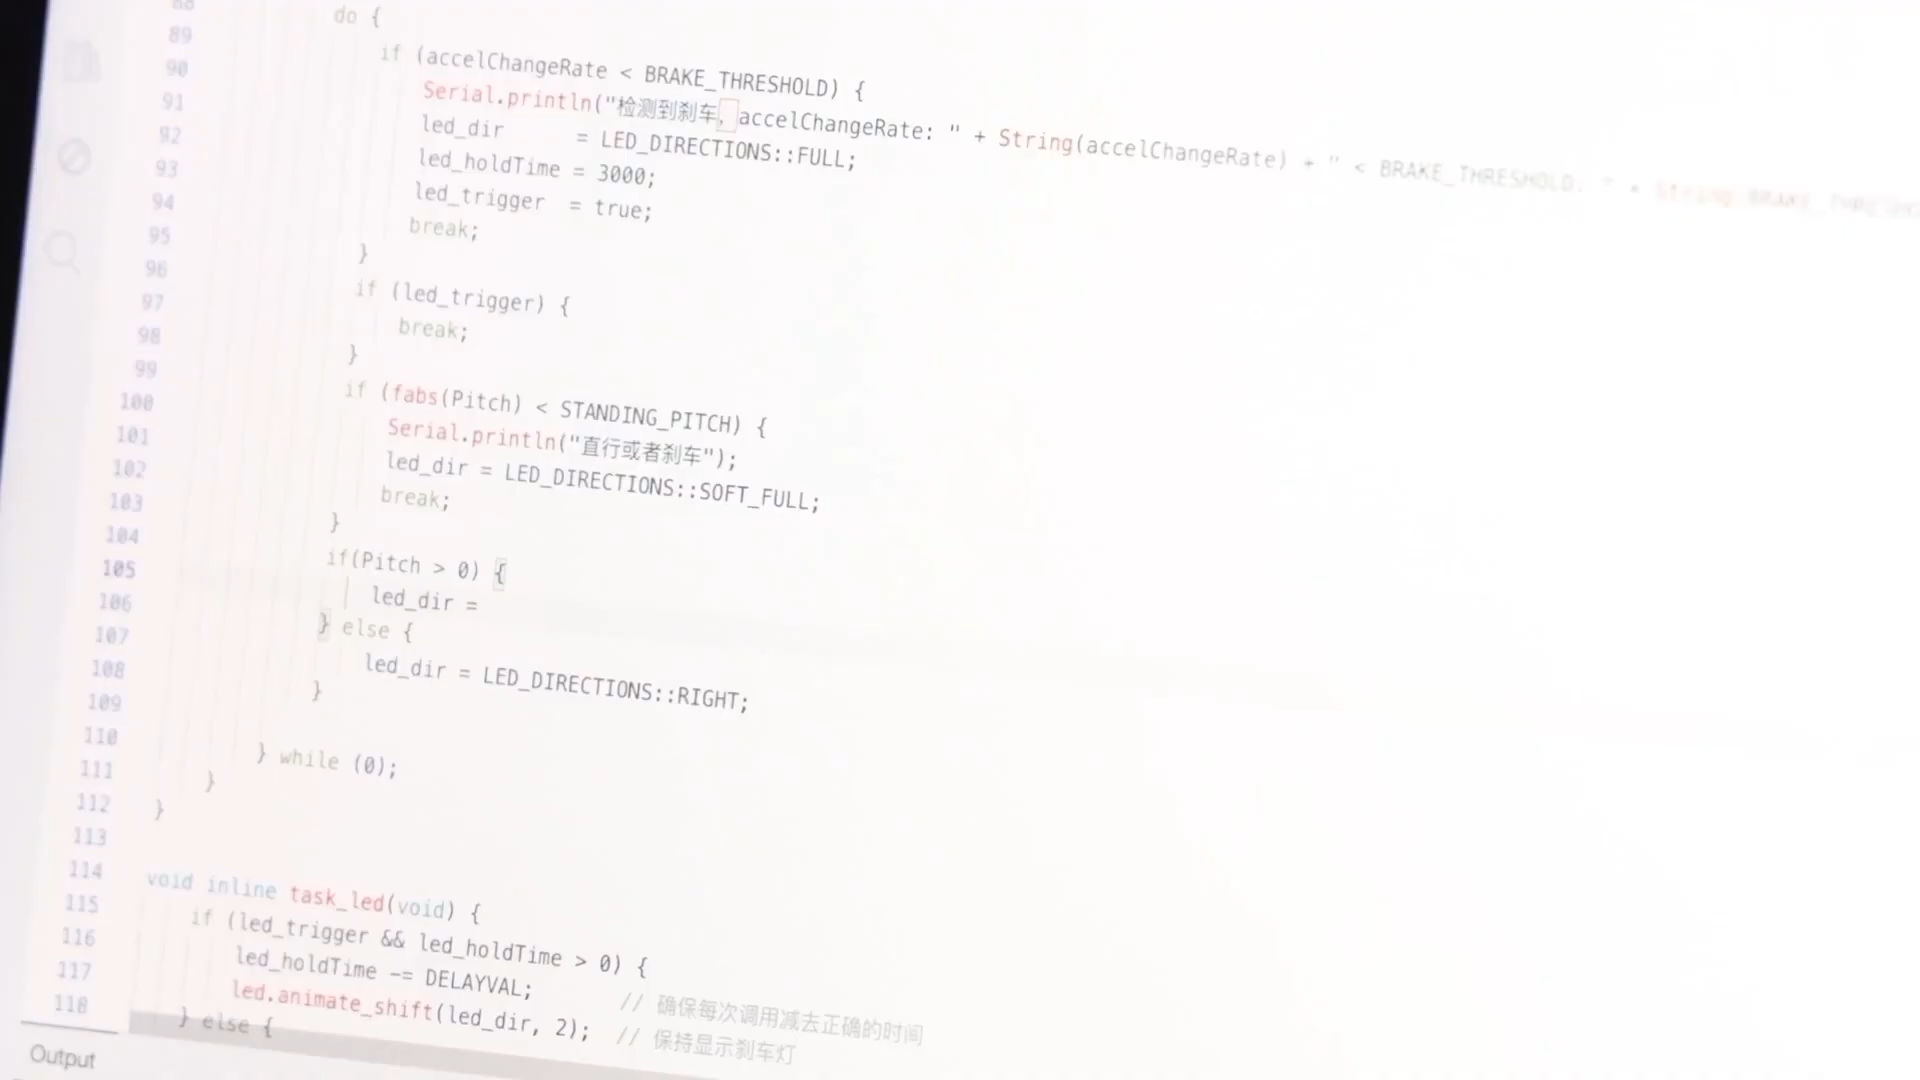 88
do {
89 if (accelChangeRate < BRAKE_THRESHOLD) {
90 Serial.println("检测到刹车，accelChangeRate: " + String(accelChangeRate) + " < BRAKE_THRESHOLD: " + String
91 led_dir = LED_DIRECTIONS::FULL;
92 led_holdTime = 3000;
93 led_trigger = true;
94 break;
95 }
96 if (led_trigger) {
97 break;
98 }
99 if (fabs(Pitch) < STANDING_PITCH) {
100 Serial.println("直行或者刹车");
101 led_dir = LED_DIRECTIONS::SOFT_FULL;
102 break;
103 }
104 if(Pitch > 0) {
105 led_dir =
106 } else {
107 led_dir = LED_DIRECTIONS::RIGHT;
108 }
109
110 } while (0);
111 }
112 }
113
114 void inline task_led(void) {
115 if (led_trigger && led_holdTime > 0) {
116 led_holdTime -= DELAYVAL; // 确保每次调用减去正确的时间
117 led.animate_shift(led_dir, 2); // 保持显示刹车灯
118 } else {
Output